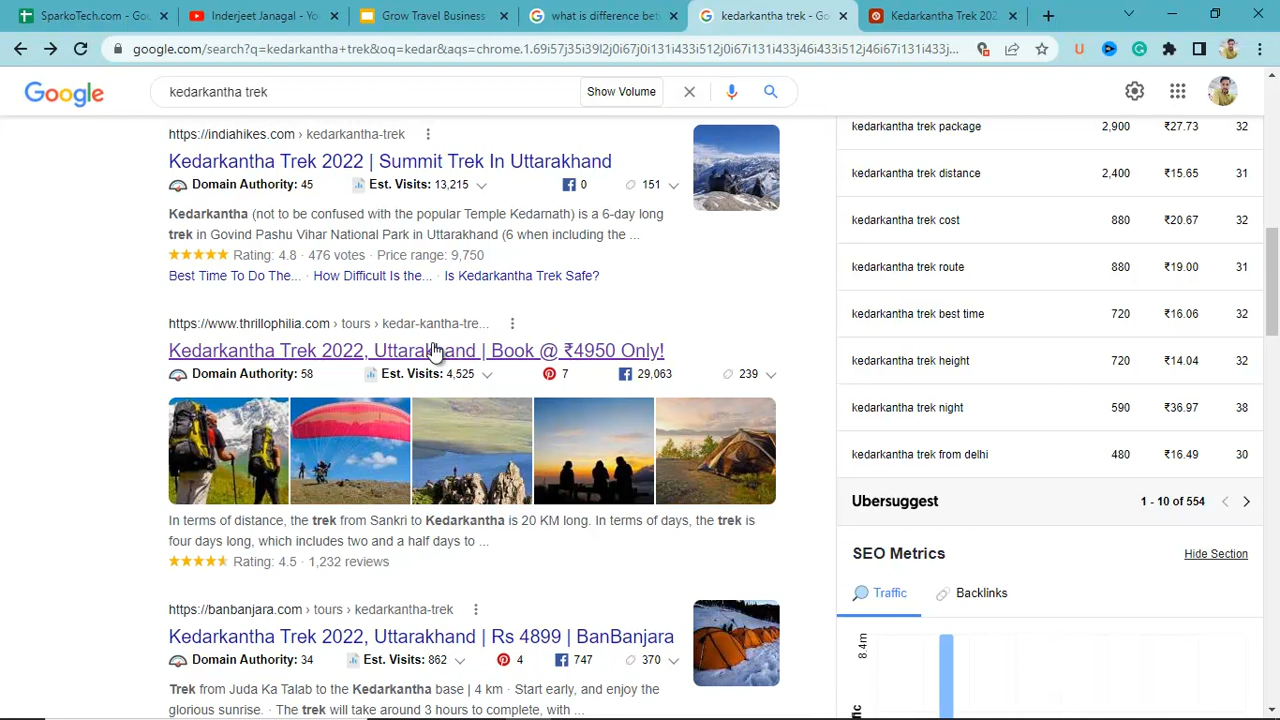 SparkoTech.com - Gou
Inderjeet Janagal - Yo
Grow Travel Business
what is difference bet
kedarkantha trek - Go
Kedarkantha Trek 202
google.com/search?q=kedarkantha+trek&oq=kedar&aqs=chrome.1.69i57j35i39l2j0i67j0i131i433i512j0i67i131i433j46i433i512j46i67i131i433j...
Google
kedarkantha trek
Show Volume
https://indiahikes.com › kedarkantha-trek
Kedarkantha Trek 2022 | Summit Trek In Uttarakhand
Domain Authority: 45 Est. Visits: 13,215 0 151
Kedarkantha (not to be confused with the popular Temple Kedarnath) is a 6-day long
trek in Govind Pashu Vihar National Park in Uttarakhand (6 when including the ...
Rating: 4.8 · 476 votes · Price range: 9,750
Best Time To Do The... · How Difficult Is the... · Is Kedarkantha Trek Safe?
https://www.thrillophilia.com › tours › kedar-kantha-tre...
Kedarkantha Trek 2022, Uttarakhand | Book @ ₹4950 Only!
Domain Authority: 58 Est. Visits: 4,525 7 29,063 239
In terms of distance, the trek from Sankri to Kedarkantha is 20 KM long. In terms of days, the trek is
four days long, which includes two and a half days to ...
Rating: 4.5 · 1,232 reviews
https://banbanjara.com › tours › kedarkantha-trek
Kedarkantha Trek 2022, Uttarakhand | Rs 4899 | BanBanjara
Domain Authority: 34 Est. Visits: 862 4 747 370
Trek from Juda Ka Talab to the Kedarkantha base | 4 km · Start early, and enjoy the
glorious sunrise. · The trek will take around 3 hours to complete, with ...
kedarkantha trek package 2,900 ₹27.73 32
kedarkantha trek distance 2,400 ₹15.65 31
kedarkantha trek cost 880 ₹20.67 32
kedarkantha trek route 880 ₹19.00 31
kedarkantha trek best time 720 ₹16.06 32
kedarkantha trek height 720 ₹14.04 32
kedarkantha trek night 590 ₹36.97 38
kedarkantha trek from delhi 480 ₹16.49 30
Ubersuggest 1 - 10 of 554
SEO Metrics Hide Section
Traffic Backlinks
8.4m